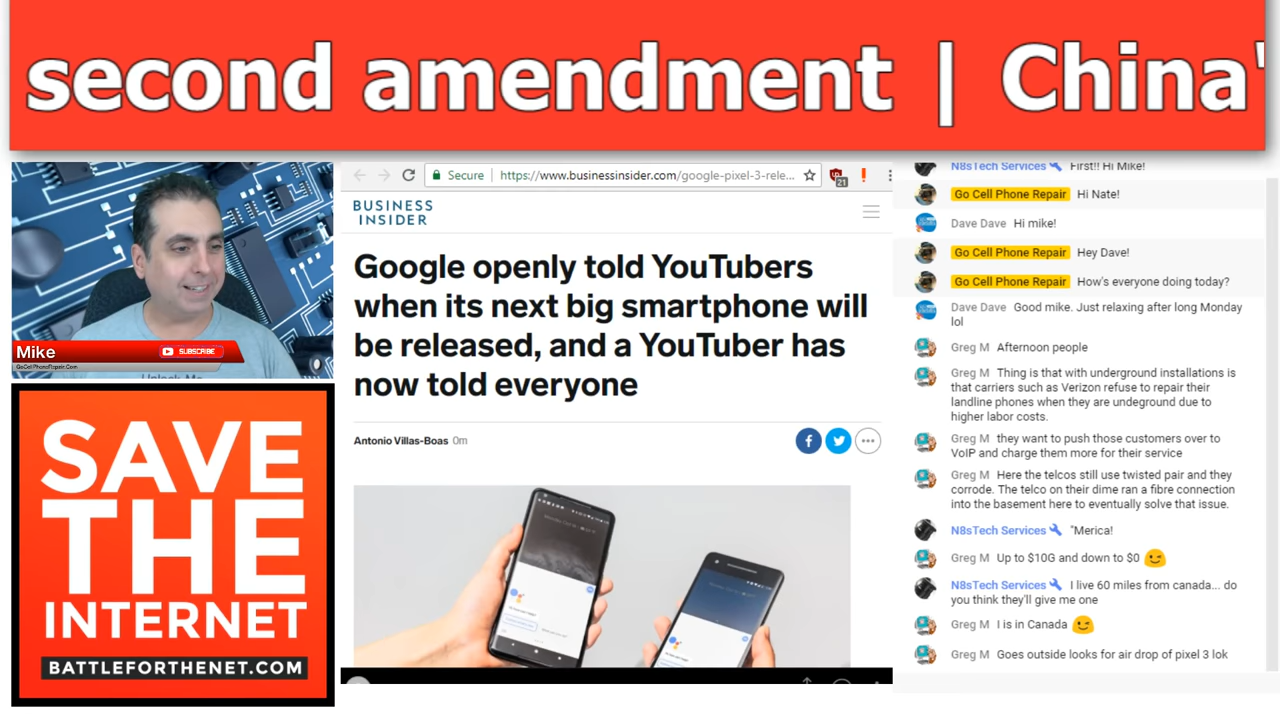 second amendment | China'
Mike
SUBSCRIBE
GoCellPhoneRepair.Com
SAVE
THE
INTERNET
BATTLEFORTHENET.COM
Secure
https://www.businessinsider.com/google-pixel-3-rele...
21
BUSINESS
INSIDER
Google openly told YouTubers
when its next big smartphone will
be released, and a YouTuber has
now told everyone
Antonio Villas-Boas 0m
N8sTech Services First!! Hi Mike!
Go Cell Phone Repair Hi Nate!
Dave Dave Hi mike!
Go Cell Phone Repair Hey Dave!
Go Cell Phone Repair How's everyone doing today?
Dave Dave Good mike. Just relaxing after long Monday
lol
Greg M Afternoon people
Greg M Thing is that with underground installations is
that carriers such as Verizon refuse to repair their
landline phones when they are undeground due to
higher labor costs.
Greg M they want to push those customers over to
VoIP and charge them more for their service
Greg M Here the telcos still use twisted pair and they
corrode. The telco on their dime ran a fibre connection
into the basement here to eventually solve that issue.
N8sTech Services "Merica!
Greg M Up to $10G and down to $0 😉
N8sTech Services I live 60 miles from canada... do
you think they'll give me one
Greg M I is in Canada 😉
Greg M Goes outside looks for air drop of pixel 3 lok